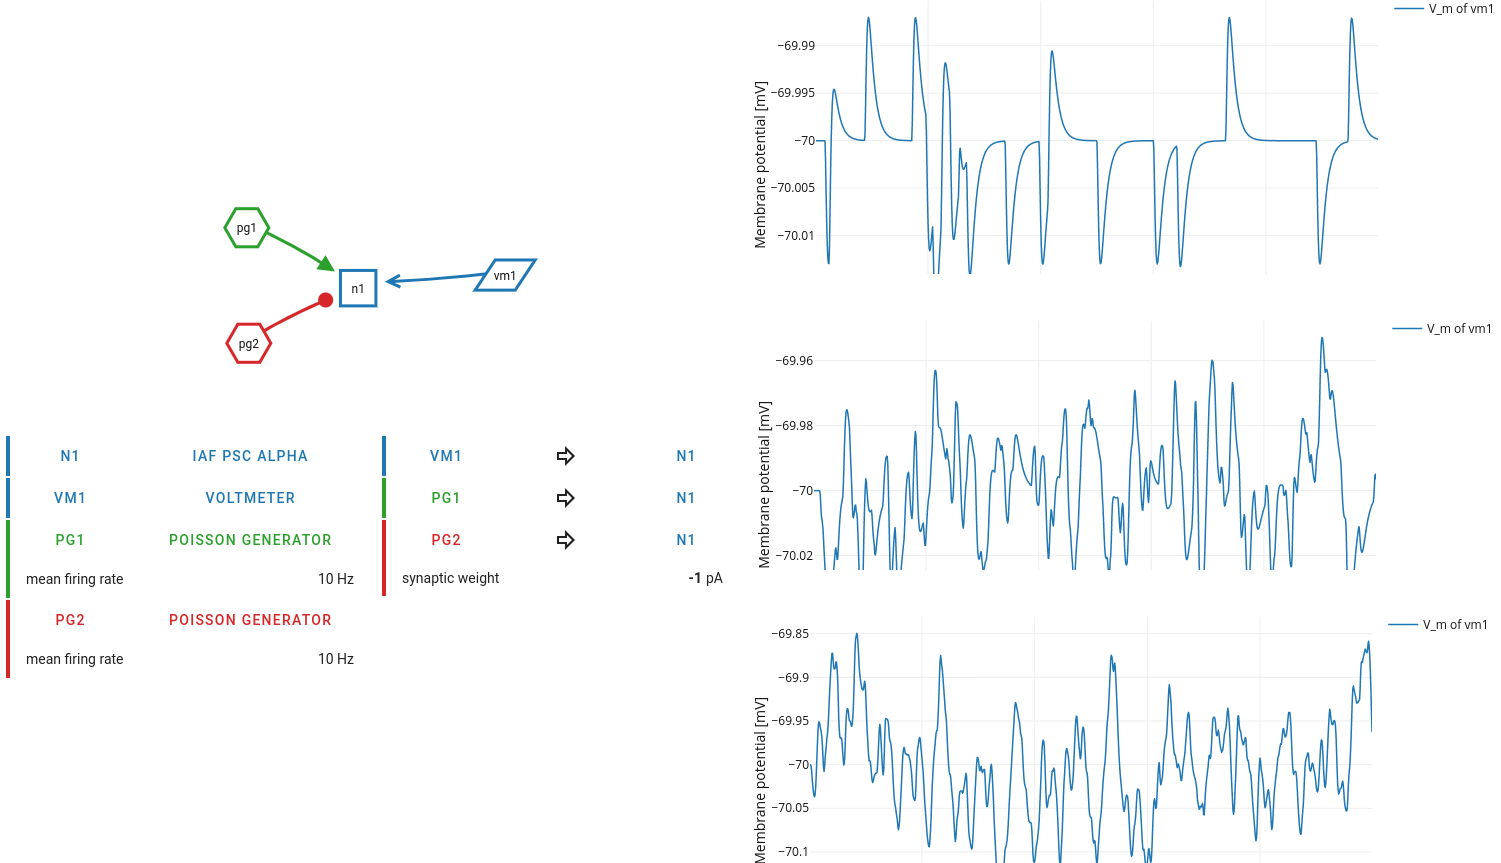 pg1
n1
vm1
pg2
N1 IAF PSC ALPHA
VM1 VOLTMETER
PG1 POISSON GENERATOR
mean firing rate 10 Hz
PG2 POISSON GENERATOR
mean firing rate 10 Hz
VM1 N1
PG1 N1
PG2 N1
synaptic weight -1 pA
V_m of vm1
Membrane potential [mV]
−69.99
−69.995
−70
−70.005
−70.01
V_m of vm1
Membrane potential [mV]
−69.96
−69.98
−70
−70.02
V_m of vm1
Membrane potential [mV]
−69.85
−69.9
−69.95
−70
−70.05
−70.1